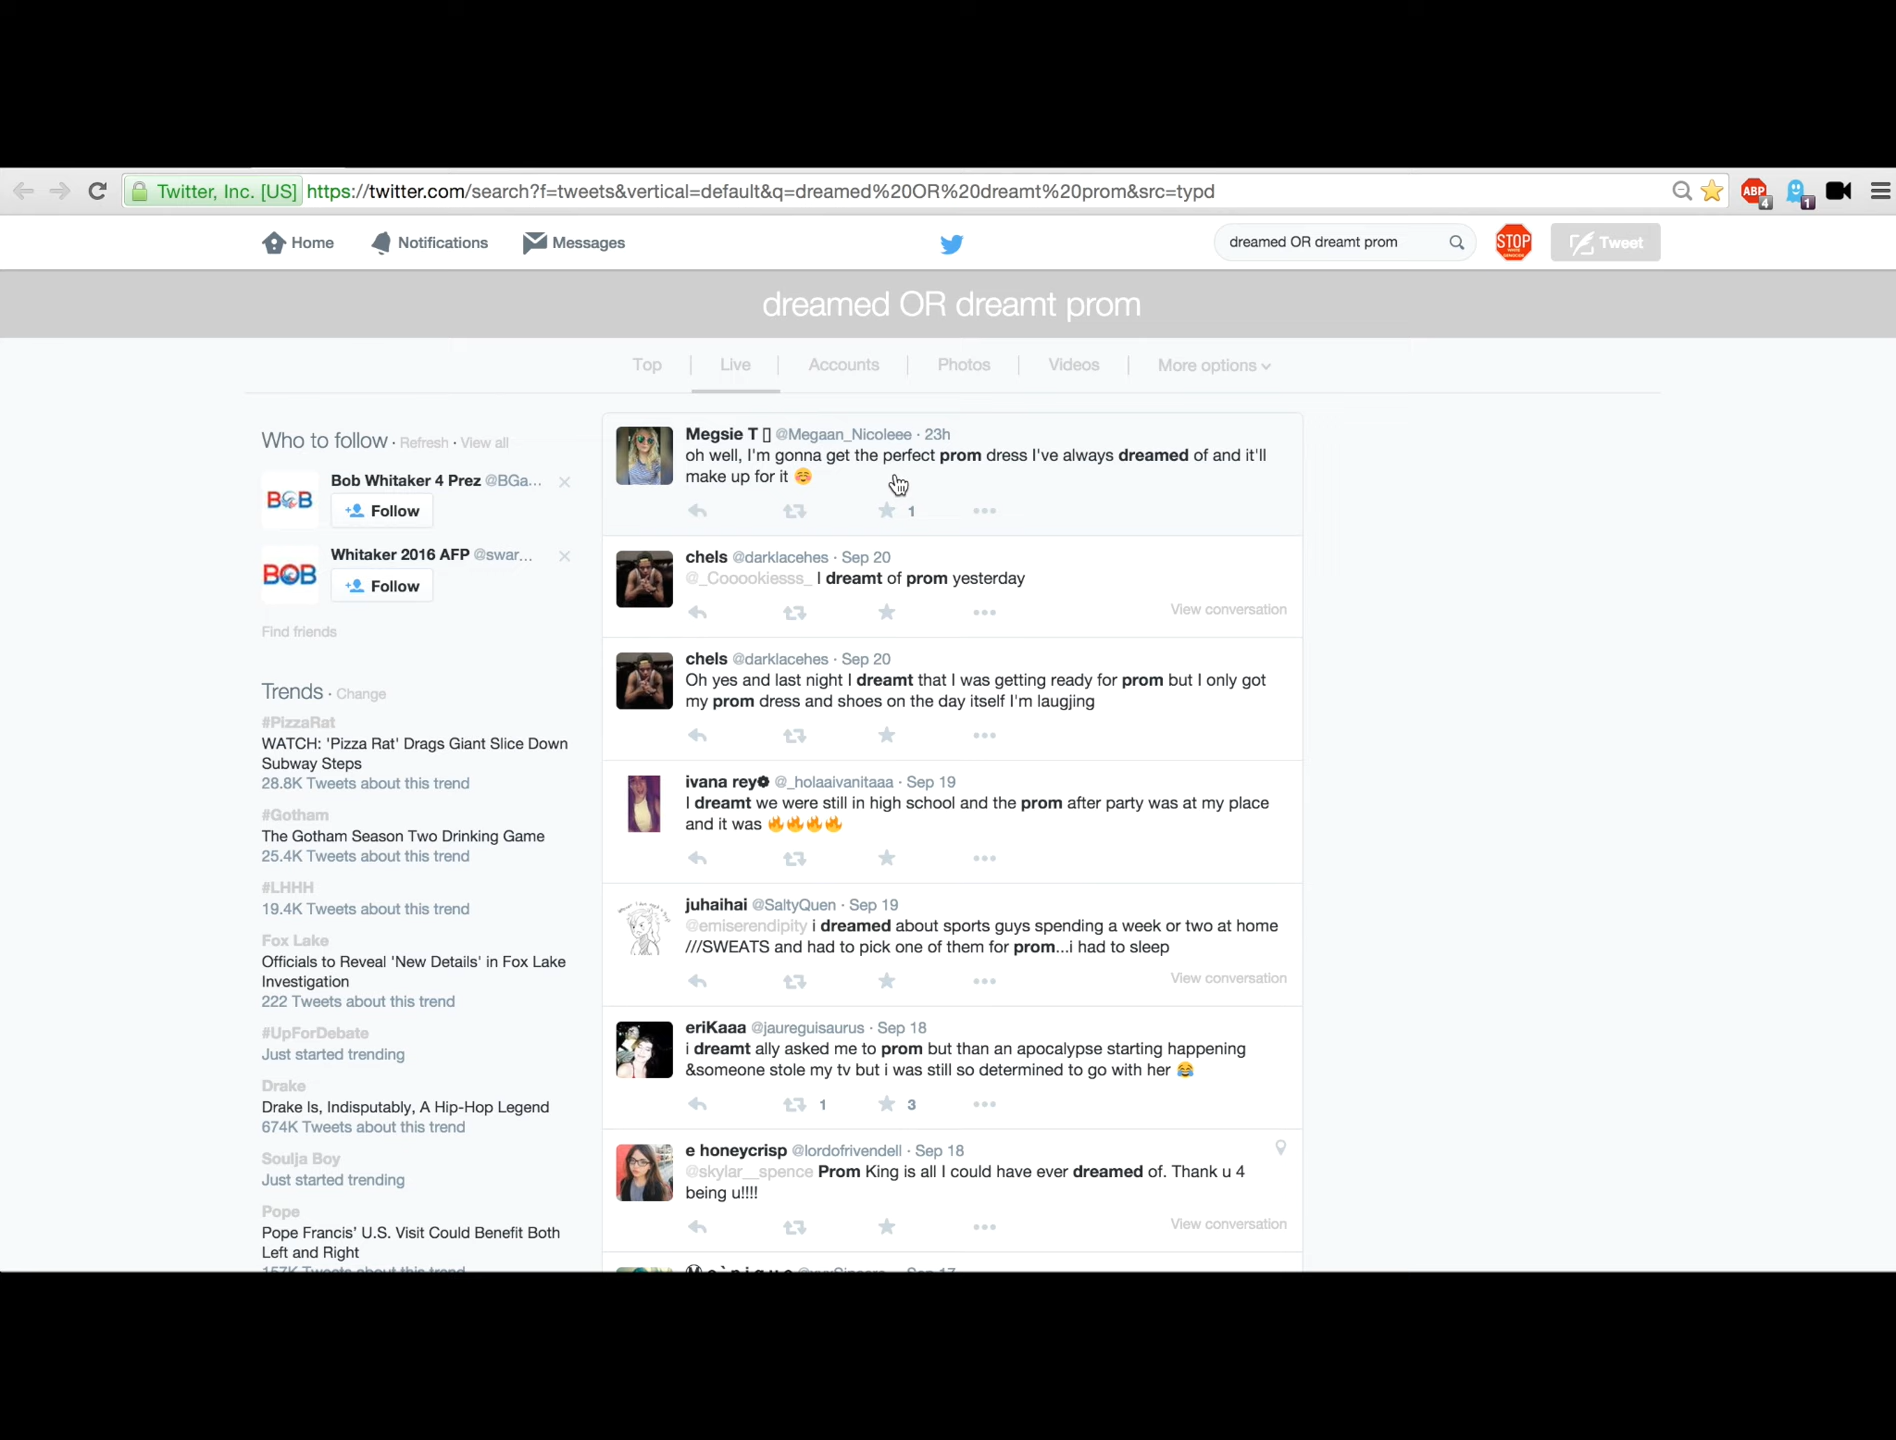 Twitter, Inc. [US] https://twitter.com/search?f=tweets&vertical=default&q=dreamed%20OR%20dreamt%20prom&src=typd
ABP 4 1
Home Notifications Messages dreamed OR dreamt prom STOP Tweet
dreamed OR dreamt prom
Top Live Accounts Photos Videos More options
Who to follow · Refresh · View all
BOB
Bob Whitaker 4 Prez @BGa...
Follow
BOB
Whitaker 2016 AFP @swar...
Follow
Find friends
Trends · Change
#PizzaRat
WATCH: 'Pizza Rat' Drags Giant Slice Down
Subway Steps
28.8K Tweets about this trend
#Gotham
The Gotham Season Two Drinking Game
25.4K Tweets about this trend
#LHHH
19.4K Tweets about this trend
Fox Lake
Officials to Reveal 'New Details' in Fox Lake
Investigation
222 Tweets about this trend
#UpForDebate
Just started trending
Drake
Drake Is, Indisputably, A Hip-Hop Legend
674K Tweets about this trend
Soulja Boy
Just started trending
Pope
Pope Francis' U.S. Visit Could Benefit Both
Left and Right
157K Tweets about this trend
Megsie T @Megaan_Nicoleee · 23h
oh well, I'm gonna get the perfect prom dress I've always dreamed of and it'll
make up for it ☺️
1
chels @darklacehes · Sep 20
@_Cooookiesss_ I dreamt of prom yesterday
View conversation
chels @darklacehes · Sep 20
Oh yes and last night I dreamt that I was getting ready for prom but I only got
my prom dress and shoes on the day itself I'm laugjing
ivana rey @_holaaivanitaaa · Sep 19
I dreamt we were still in high school and the prom after party was at my place
and it was 🔥🔥🔥🔥
juhaihai @SaltyQuen · Sep 19
@emiserendipity i dreamed about sports guys spending a week or two at home
///SWEATS and had to pick one of them for prom...i had to sleep
View conversation
eriKaaa @jaureguisaurus · Sep 18
i dreamt ally asked me to prom but than an apocalypse starting happening
&someone stole my tv but i was still so determined to go with her 😂
1 3
e honeycrisp @lordofrivendell · Sep 18
@skylar__spence Prom King is all I could have ever dreamed of. Thank u 4
being u!!!!
View conversation